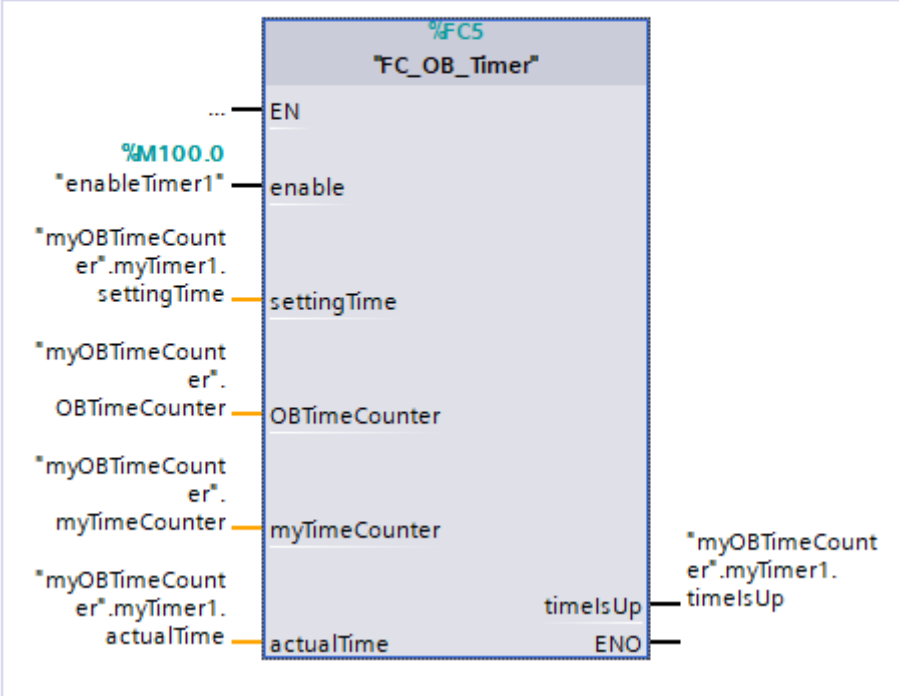 %FC5
"FC_OB_Timer"
... EN
%M100.0
"enableTimer1" enable
"myOBTimeCount
er".myTimer1.
settingTime settingTime
"myOBTimeCount
er".
OBTimeCounter OBTimeCounter
"myOBTimeCount
er".
myTimeCounter myTimeCounter
"myOBTimeCount
er".myTimer1.
actualTime actualTime
"myOBTimeCount
er".myTimer1.
timeIsUp timeIsUp
ENO